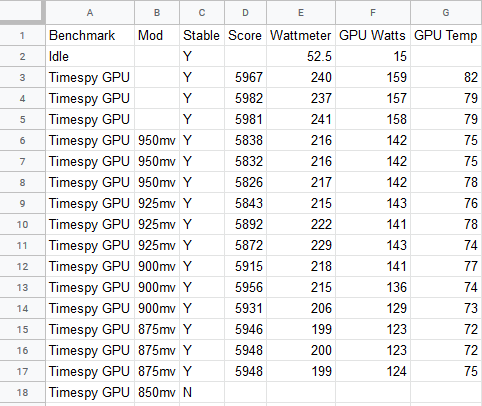 A B C D E F G
1 Benchmark Mod Stable Score Wattmeter GPU Watts GPU Temp
2 Idle Y 52.5 15
3 Timespy GPU Y 5967 240 159 82
4 Timespy GPU Y 5982 237 157 79
5 Timespy GPU Y 5981 241 158 79
6 Timespy GPU 950mv Y 5838 216 142 75
7 Timespy GPU 950mv Y 5832 216 142 75
8 Timespy GPU 950mv Y 5826 217 142 78
9 Timespy GPU 925mv Y 5843 215 143 76
10 Timespy GPU 925mv Y 5892 222 141 78
11 Timespy GPU 925mv Y 5872 229 143 74
12 Timespy GPU 900mv Y 5915 218 141 77
13 Timespy GPU 900mv Y 5956 215 136 74
14 Timespy GPU 900mv Y 5931 206 129 73
15 Timespy GPU 875mv Y 5946 199 123 72
16 Timespy GPU 875mv Y 5948 200 123 72
17 Timespy GPU 875mv Y 5948 199 124 75
18 Timespy GPU 850mv N